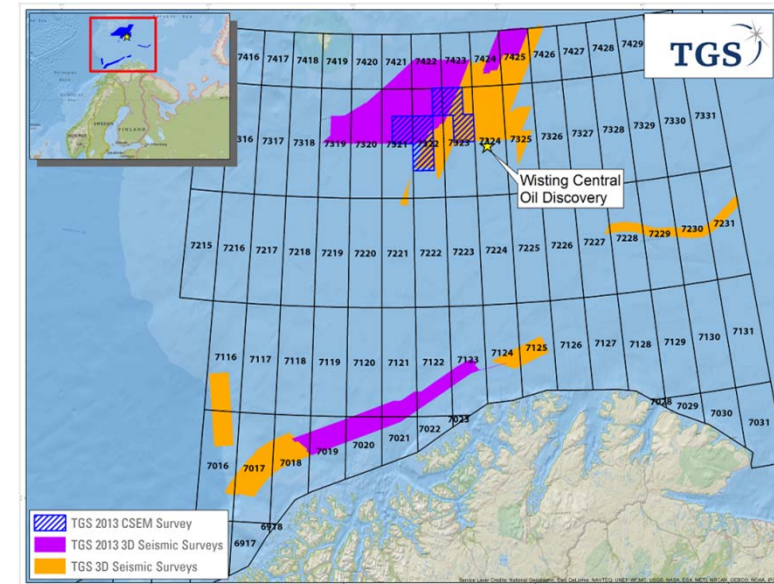 TGS
7416 7417 7418 7419 7420 7421 7422 7423 7424 7425 7426 7427 7428 7429
7316 7317 7318 7319 7320 7321 7322 7323 7324 7325 7326 7327 7328 7329 7330 7331
Wisting Central
Oil Discovery
7215 7216 7217 7218 7219 7220 7221 7222 7223 7224 7225 7226 7227 7228 7229 7230 7231
7116 7117 7118 7119 7120 7121 7122 7123 7124 7125 7126 7127 7128 7129 7130 7131
7016 7017 7018 7019 7020 7021 7022 7023 7028 7029 7030 7031
6917 6918
TGS 2013 CSEM Survey
TGS 2013 3D Seismic Surveys
TGS 3D Seismic Surveys